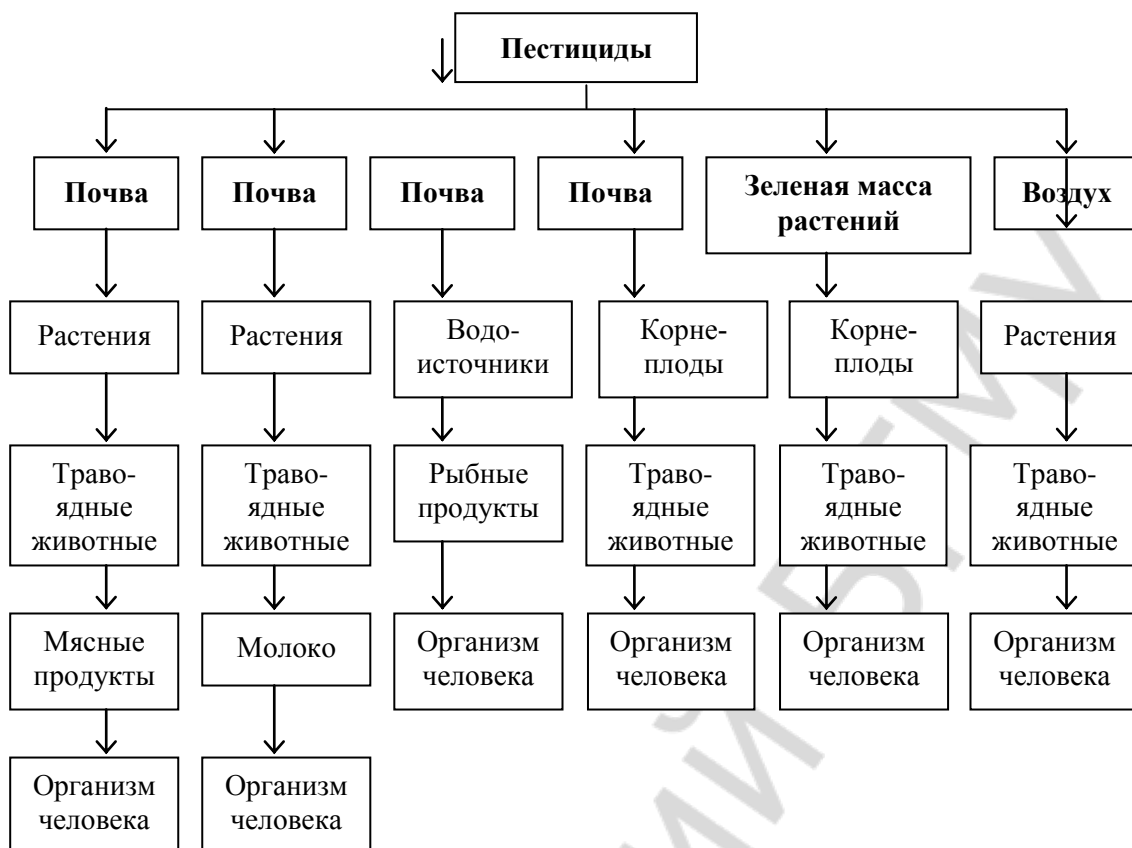 Пестициды
Почва
Почва
Почва
Почва
Зеленая масса
растений
Воздух
Растения
Растения
Водо-
источники
Корне-
плоды
Корне-
плоды
Растения
Траво-
ядные
животные
Траво-
ядные
животные
Рыбные
продукты
Траво-
ядные
животные
Траво-
ядные
животные
Траво-
ядные
животные
Мясные
продукты
Молоко
Организм
человека
Организм
человека
Организм
человека
Организм
человека
Организм
человека
Организм
человека
ИЙ БГМУ